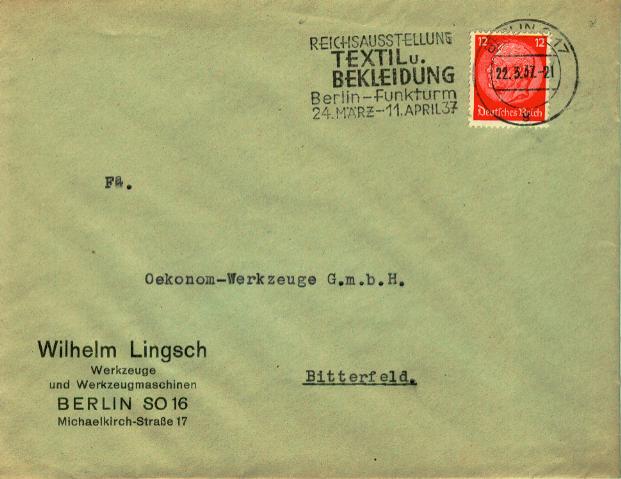 REICHSAUSSTELLUNG
TEXTIL u.
BEKLEIDUNG
Berlin-Funkturm
24.MÄRZ-11.APRIL 37
12 12
Deutsches Reich
22.3.37.-21
Fa.
Oekonom-Werkzeuge G.m.b.H.
Bitterfeld.
Wilhelm Lingsch
Werkzeuge
und Werkzeugmaschinen
BERLIN SO 16
Michaelkirch-Straße 17